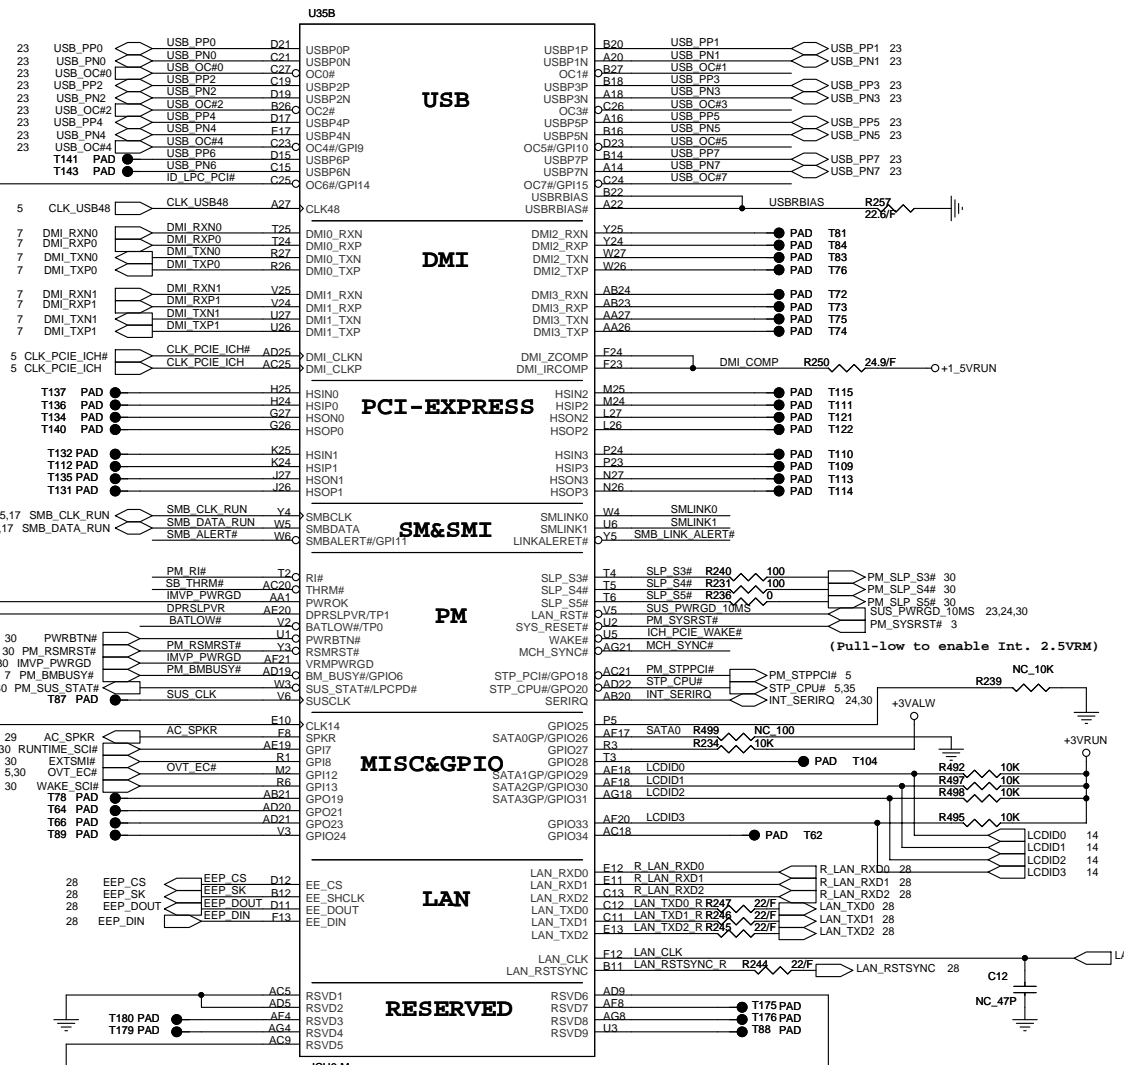 U35B
23 USB_PP0 USB_PP0 D21 USBP0P USBP1P B20 USB_PP1 USB_PP1 23
23 USB_PN0 USB_PN0 C21 USBP0N USBP1N A20 USB_PN1 USB_PN1 23
23 USB_OC#0 USB_OC#0 C27 OC0# OC1# B27 USB_OC#1
23 USB_PP2 USB_PP2 C19 USBP2P USBP3P B18 USB_PP3 USB_PP3 23
23 USB_PN2 USB_PN2 D19 USBP2N USB USBP3N A18 USB_PN3 USB_PN3 23
23 USB_OC#2 USB_OC#2 B26 OC2# OC3# C26 USB_OC#3
23 USB_PP4 USB_PP4 D17 USBP4P USBP5P A16 USB_PP5 USB_PP5 23
23 USB_PN4 USB_PN4 E17 USBP4N USBP5N B16 USB_PN5 USB_PN5 23
23 USB_OC#4 USB_OC#4 C23 OC4#/GPI9 OC5#/GPI10 D23 USB_OC#5
T141 PAD USB_PP6 D15 USBP6P USBP7P B14 USB_PP7 USB_PP7 23
T143 PAD USB_PN6 C15 USBP6N USBP7N A14 USB_PN7 USB_PN7 23
ID_LPC_PCI# C25 OC6#/GPI14 OC7#/GPI15 C24 USB_OC#7
USBRBIAS B22
5 CLK_USB48 CLK_USB48 A27 CLK48 USBRBIAS# A22 USBRBIAS R257 22.6/F
7 DMI_RXN0 DMI_RXN0 T25 DMI0_RXN DMI2_RXN Y25 PAD T81
7 DMI_RXP0 DMI_RXP0 T24 DMI0_RXP DMI2_RXP Y24 PAD T84
7 DMI_TXN0 DMI_TXN0 R27 DMI0_TXN DMI DMI2_TXN W27 PAD T83
7 DMI_TXP0 DMI_TXP0 R26 DMI0_TXP DMI2_TXP W26 PAD T76
7 DMI_RXN1 DMI_RXN1 V25 DMI1_RXN DMI3_RXN AB24 PAD T72
7 DMI_RXP1 DMI_RXP1 V24 DMI1_RXP DMI3_RXP AB23 PAD T73
7 DMI_TXN1 DMI_TXN1 U27 DMI1_TXN DMI3_TXN AA27 PAD T75
7 DMI_TXP1 DMI_TXP1 U26 DMI1_TXP DMI3_TXP AA26 PAD T74
5 CLK_PCIE_ICH# CLK_PCIE_ICH# AD25 DMI_CLKN DMI_ZCOMP F24
5 CLK_PCIE_ICH CLK_PCIE_ICH AC25 DMI_CLKP DMI_IRCOMP F23 DMI_COMP R250 24.9/F +1_5VRUN
T137 PAD H25 HSIN0 HSIN2 M25 PAD T115
T136 PAD H24 HSIP0 PCI-EXPRESS HSIP2 M24 PAD T111
T134 PAD G27 HSON0 HSON2 L27 PAD T121
T140 PAD G26 HSOP0 HSOP2 L26 PAD T122
T132 PAD K25 HSIN1 HSIN3 P24 PAD T110
T112 PAD K24 HSIP1 HSIP3 P23 PAD T109
T135 PAD J27 HSON1 HSON3 N27 PAD T113
T131 PAD J26 HSOP1 HSOP3 N26 PAD T114
5,17 SMB_CLK_RUN SMB_CLK_RUN Y4 SMBCLK SMLINK0 W4 SMLINK0
,17 SMB_DATA_RUN SMB_DATA_RUN W5 SMBDATA SM&SMI SMLINK1 U6 SMLINK1
SMB_ALERT# W6 SMBALERT#/GPI11 LINKALERET# Y5 SMB_LINK_ALERT#
PM_RI# T2 RI# SLP_S3# T4 SLP_S3# R240 100 PM_SLP_S3# 30
SB_THRM# AC20 THRM# SLP_S4# T5 SLP_S4# R231 100 PM_SLP_S4# 30
IMVP_PWRGD AA1 PWROK SLP_S5# T6 SLP_S5# R236 0 PM_SLP_S5# 30
DPRSLPVR AE20 DPRSLPVR/TP1 PM LAN_RST# V5 SUS_PWRGD_10MS SUS_PWRGD_10MS 23,24,30
BATLOW# V2 BATLOW#/TP0 SYS_RESET# U2 PM_SYSRST# PM_SYSRST# 3
30 PWRBTN# U1 PWRBTN# WAKE# U5 ICH_PCIE_WAKE#
30 PM_RSMRST# PM_RSMRST# Y3 RSMRST# MCH_SYNC# AG21 MCH_SYNC# (Pull-low to enable Int. 2.5VRM)
30 IMVP_PWRGD IMVP_PWRGD AF21 VRMPWRGD
7 PM_BMBUSY# PM_BMBUSY# AD19 BM_BUSY#/GPIO6 STP_PCI#/GPO18 AC21 PM_STPPCI# PM_STPPCI# 5
0 PM_SUS_STAT# W3 SUS_STAT#/LPCPD# STP_CPU#/GPO20 AD22 STP_CPU# STP_CPU# 5,35
T87 PAD SUS_CLK V6 SUSCLK SERIRQ AB20 INT_SERIRQ INT_SERIRQ 24,30
R239 NC_10K
+3VALW
E10 CLK14 GPIO25 P5
29 AC_SPKR AC_SPKR F8 SPKR SATA0GP/GPIO26 AF17 SATA0 R499 NC_100
30 RUNTIME_SCI# AE19 GPI7 GPIO27 R3 R234 10K +3VRUN
30 EXTSMI# R1 GPI8 MISC&GPIO GPIO28 T3 PAD T104
5,30 OVT_EC# OVT_EC# M2 GPI12 SATA1GP/GPIO29 AE18 LCDID0 R492 10K
30 WAKE_SCI# R6 GPI13 SATA2GP/GPIO30 AF18 LCDID1 R497 10K
T78 PAD AB21 GPO19 SATA3GP/GPIO31 AG18 LCDID2 R498 10K
T64 PAD AD20 GPO21
T66 PAD AD21 GPO23 GPIO33 AF20 LCDID3 R495 10K
T89 PAD V3 GPIO24 GPIO34 AC18 PAD T62 LCDID0 14
LCDID1 14
LCDID2 14
LAN_RXD0 E12 R_LAN_RXD0 R_LAN_RXD0 28 LCDID3 14
28 EEP_CS EEP_CS D12 EE_CS LAN_RXD1 E11 R_LAN_RXD1 R_LAN_RXD1 28
28 EEP_SK EEP_SK B12 EE_SHCLK LAN LAN_RXD2 C13 R_LAN_RXD2 R_LAN_RXD2 28
28 EEP_DOUT EEP_DOUT D11 EE_DOUT LAN_TXD0 C12 LAN_TXD0_R R247 22/F LAN_TXD0 28
28 EEP_DIN EEP_DIN F13 EE_DIN LAN_TXD1 C11 LAN_TXD1_R R246 22/F LAN_TXD1 28
LAN_TXD2 E13 LAN_TXD2_R R245 22/F LAN_TXD2 28
LAN_CLK F12 LAN_CLK LA
LAN_RSTSYNC B11 LAN_RSTSYNC_R R244 22/F LAN_RSTSYNC 28
C12
NC_47P
AC5 RSVD1 RSVD6 AD9
AD5 RSVD2 RESERVED RSVD7 AF8 T175 PAD
T180 PAD AF4 RSVD3 RSVD8 AG8 T176 PAD
T179 PAD AG4 RSVD4 RSVD9 U3 T88 PAD
AC9 RSVD5